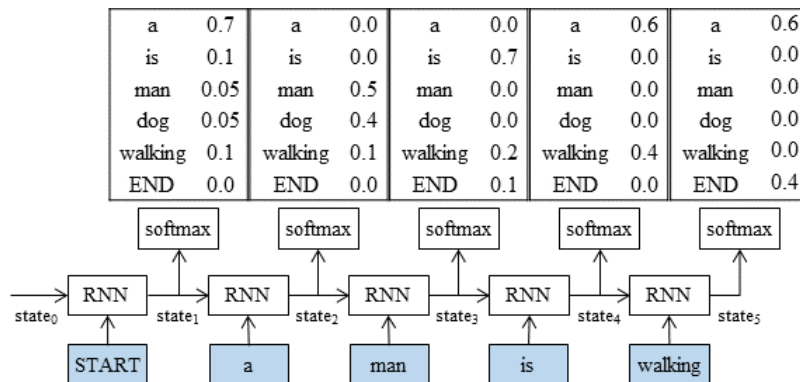 a 0.7 a 0.0 a 0.0 a 0.6 a 0.6
is 0.1 is 0.0 is 0.7 is 0.0 is 0.0
man 0.05 man 0.5 man 0.0 man 0.0 man 0.0
dog 0.05 dog 0.4 dog 0.0 dog 0.0 dog 0.0
walking 0.1 walking 0.1 walking 0.2 walking 0.4 walking 0.0
END 0.0 END 0.0 END 0.1 END 0.0 END 0.4
softmax softmax softmax softmax softmax
RNN RNN RNN RNN RNN
state₀ state₁ state₂ state₃ state₄ state₅
START a man is walking